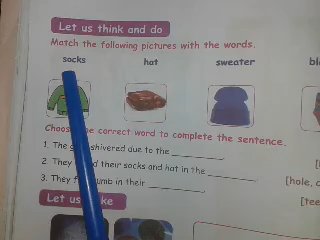 Let us think and do
Match the following pictures with the words.
socks hat sweater
Choose the correct word to complete the sentence.
1. The shivered due to the
2. They their socks and hat in the
3. They numb in their [hole,
Let us